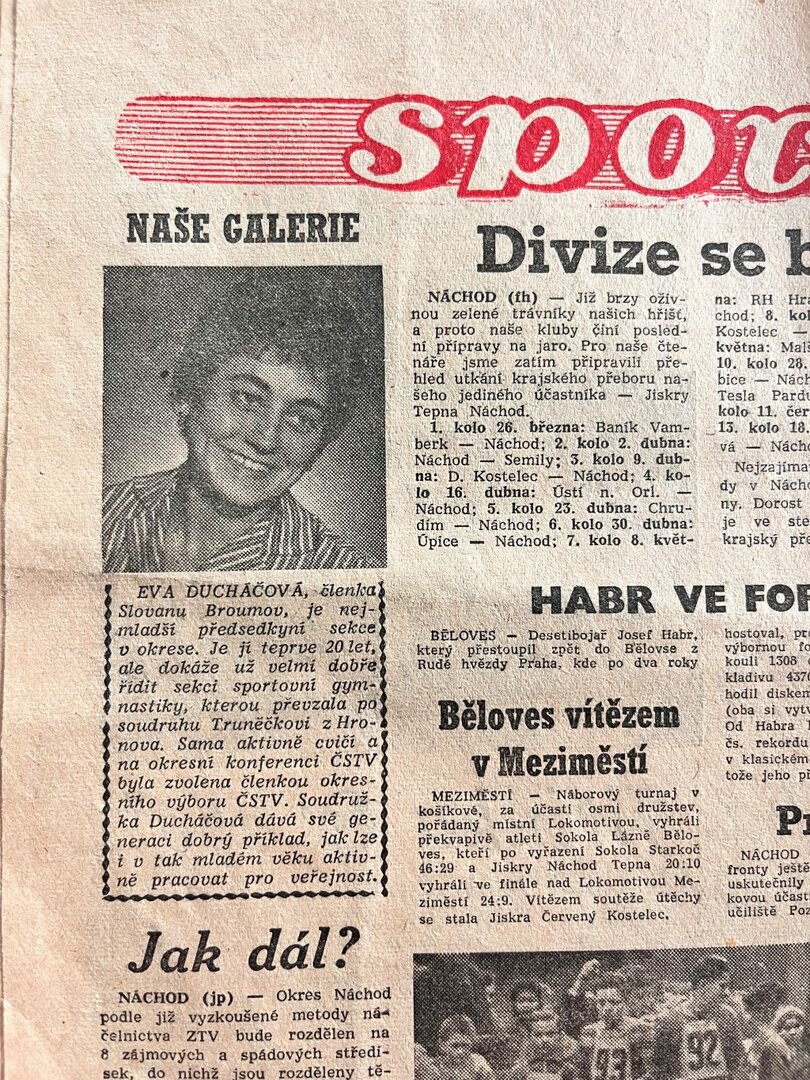 spor
NAŠE GALERIE
EVA DUCHÁČOVÁ, členka
Slovanu Broumov, je nej-
mladší předsedkyní sekce
v okrese. Je jí teprve 20 let,
ale dokáže už velmi dobře
řídit sekci sportovní gym-
nastiky, kterou převzala po
soudruhu Truněčkovi z Hro-
nova. Sama aktivně cvičí a
na okresní konferenci ČSTV
byla zvolena členkou okres-
ního výboru ČSTV. Soudruž-
ka Ducháčová dává své ge-
neraci dobrý příklad, jak lze
i v tak mladém věku aktiv-
ně pracovat pro veřejnost.
Jak dál?
NÁCHOD (jp) — Okres Náchod
podle již vyzkoušené metody ná-
čelnictva ZTV bude rozdělen na
8 zájmových a spádových středi-
sek, do nichž jsou rozděleny tě-
Divize se b
NÁCHOD (fh) — Již brzy oživ-
nou zelené trávníky našich hřišť,
a proto naše kluby činí posled-
ní přípravy na jaro. Pro naše čte-
náře jsme zatím připravili pře-
hled utkání krajského přeboru na-
šeho jediného účastníka — Jiskry
Tepna Náchod.
1. kolo 26. března: Baník Vam-
berk — Náchod; 2. kolo 2. dubna:
Náchod — Semily; 3. kolo 9. dub-
na: D. Kostelec — Náchod; 4. ko-
lo 16. dubna: Ústí n. Orl. —
Náchod; 5. kolo 23. dubna: Chru-
dim — Náchod; 6. kolo 30. dubna:
Úpice — Náchod; 7. kolo 8. květ-
na: RH Hra
chod; 8. kol
Kostelec —
května: Malš
10. kolo 28.
bice — Nách
Tesla Pardu
kolo 11. čer
13. kolo 18.
vá — Nácho
Nejzajíma
dy v Nácho
ny. Dorost
je ve ste
krajský pře
HABR VE FOR
BĚLOVES — Desetibojař Josef Habr,
který přestoupil zpět do Bělovse z
Rudé hvězdy Praha, kde po dva roky
hostoval, pr
výbornou fo
koulí 1308
kladivu 4370
hodil diskem
(oba si vytv
Od Habra
čs. rekordu
v klasickém
tože jeho př
Běloves vítězem
v Meziměstí
MEZIMĚSTÍ — Náborový turnaj v
košíkové, za účasti osmi družstev,
pořádaný místní Lokomotivou, vyhráli
překvapivě atleti Sokola Lázně Bělo-
ves, kteří po vyřazení Sokola Starkoč
46:29 a Jiskry Náchod Tepna 20:10
vyhráli ve finále nad Lokomotivou Me-
ziměstí 24:9. Vítězem soutěže útěchy
se stala Jiskra Červený Kostelec.
Pr
NÁCHOD
fronty ještě
uskutečnily
kovou účast
učiliště Poz
193
92